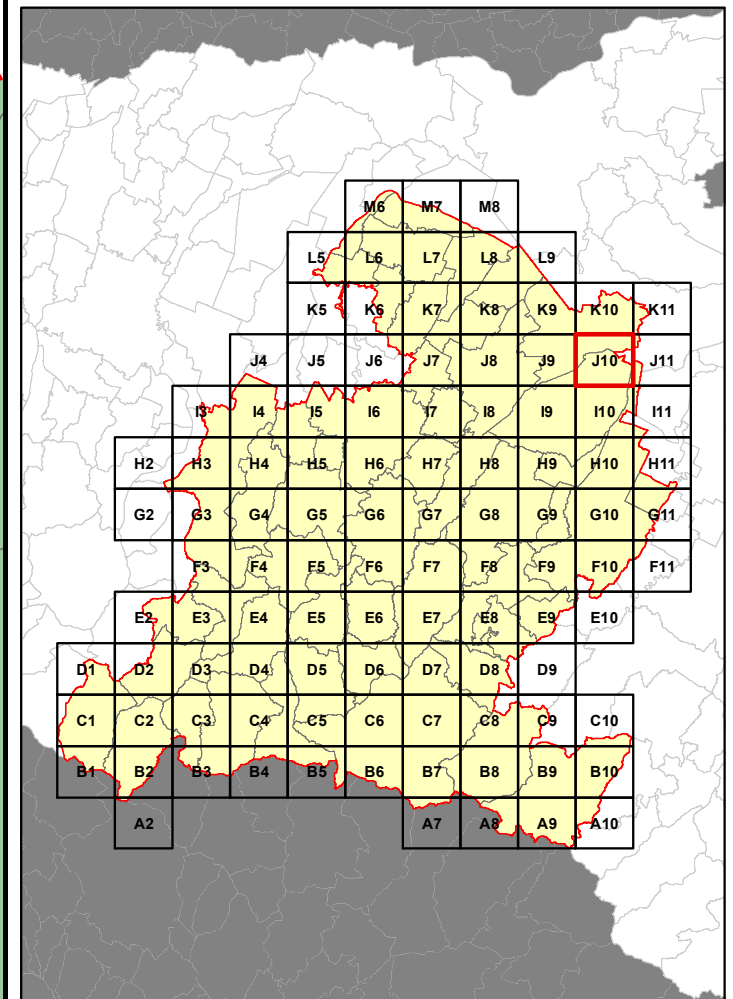 M6 M7 M8
L5 L6 L7 L8 L9
K5 K6 K7 K8 K9 K10 K11
J4 J5 J6 J7 J8 J9 J10 J11
I3 I4 I5 I6 I7 I8 I9 I10 I11
H2 H3 H4 H5 H6 H7 H8 H9 H10 H11
G2 G3 G4 G5 G6 G7 G8 G9 G10 G11
F3 F4 F5 F6 F7 F8 F9 F10 F11
E2 E3 E4 E5 E6 E7 E8 E9 E10
D1 D2 D3 D4 D5 D6 D7 D8 D9
C1 C2 C3 C4 C5 C6 C7 C8 C9 C10
B1 B2 B3 B4 B5 B6 B7 B8 B9 B10
A2 A7 A8 A9 A10